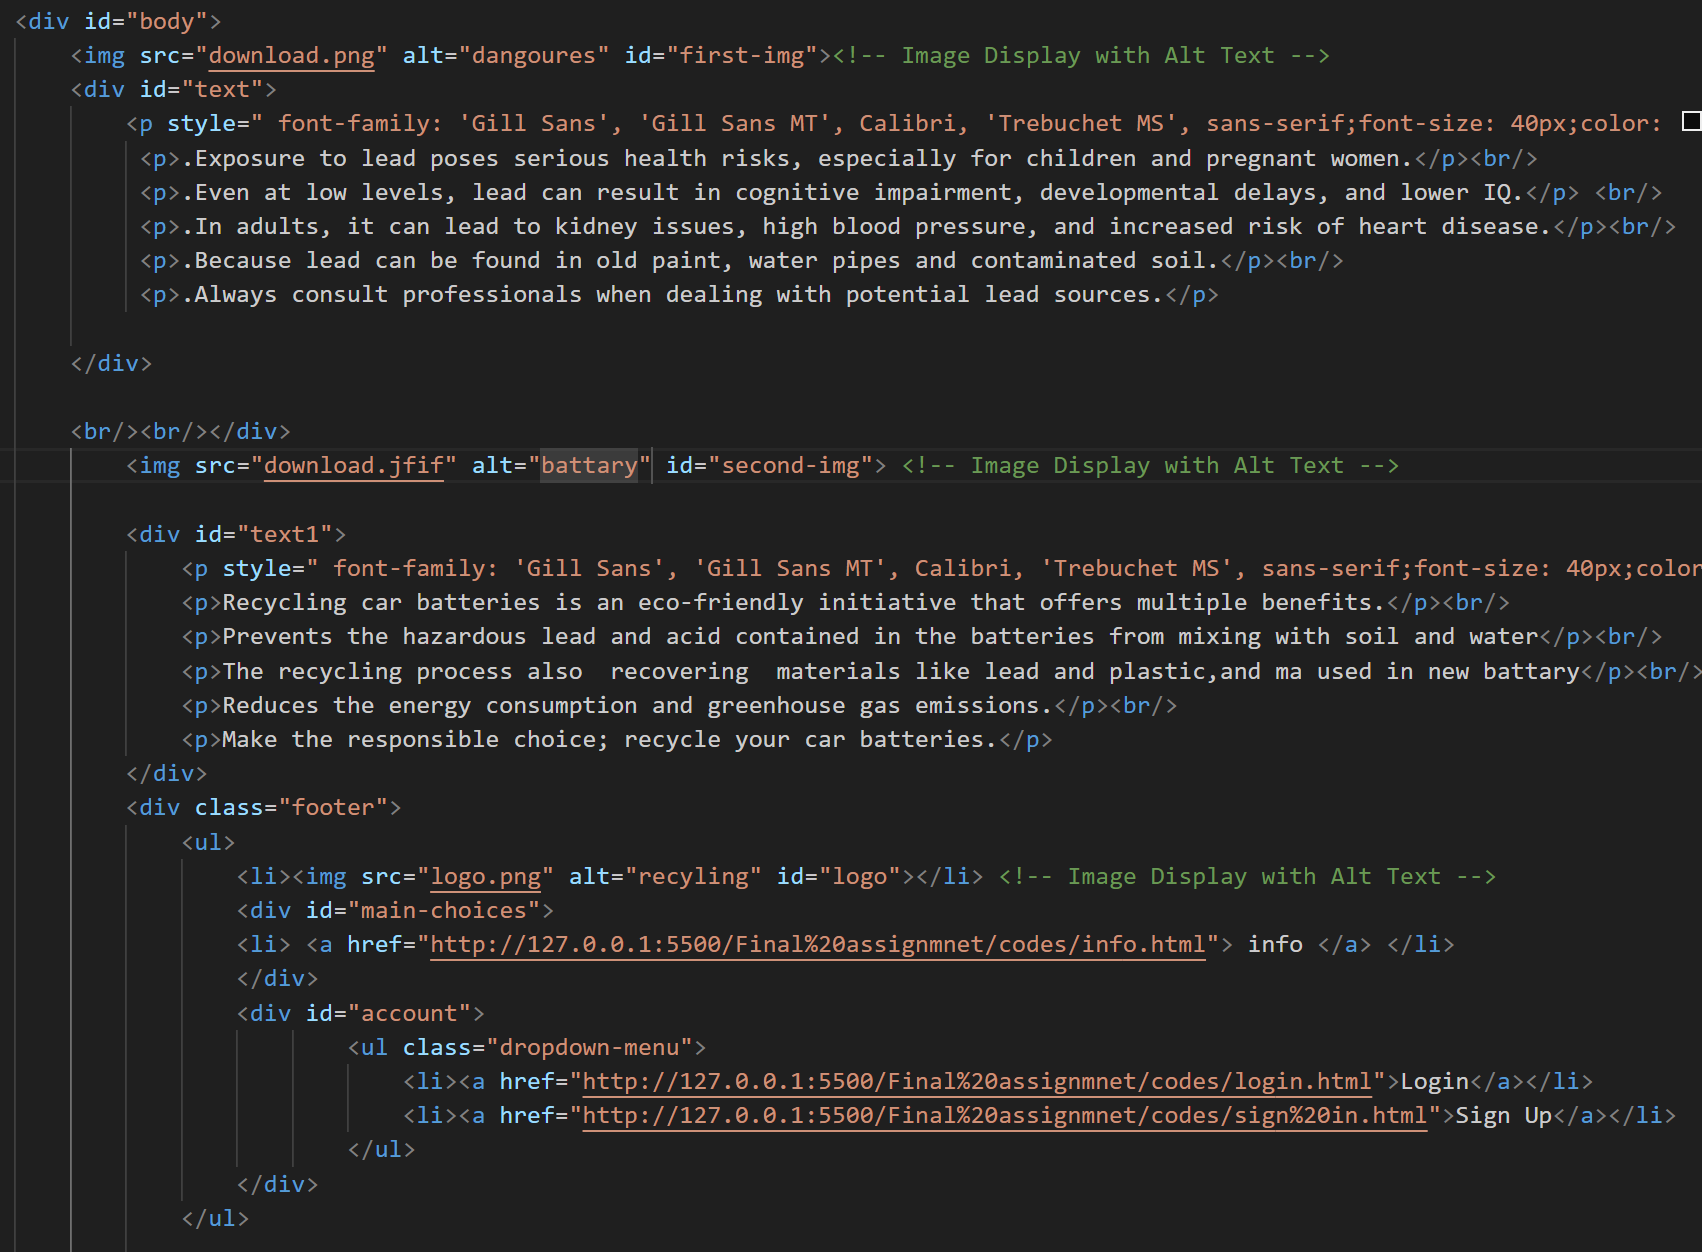 <div id="body">
<img src="download.png" alt="dangoures" id="first-img"><!-- Image Display with Alt Text -->
<div id="text">
<p style=" font-family: 'Gill Sans', 'Gill Sans MT', Calibri, 'Trebuchet MS', sans-serif;font-size: 40px;color:
<p>.Exposure to lead poses serious health risks, especially for children and pregnant women.</p><br/>
<p>.Even at low levels, lead can result in cognitive impairment, developmental delays, and lower IQ.</p> <br/>
<p>.In adults, it can lead to kidney issues, high blood pressure, and increased risk of heart disease.</p><br/>
<p>.Because lead can be found in old paint, water pipes and contaminated soil.</p><br/>
<p>.Always consult professionals when dealing with potential lead sources.</p>
</div>
<br/><br/></div>
<img src="download.jfif" alt="battary" id="second-img"> <!-- Image Display with Alt Text -->
<div id="text1">
<p style=" font-family: 'Gill Sans', 'Gill Sans MT', Calibri, 'Trebuchet MS', sans-serif;font-size: 40px;color
<p>Recycling car batteries is an eco-friendly initiative that offers multiple benefits.</p><br/>
<p>Prevents the hazardous lead and acid contained in the batteries from mixing with soil and water</p><br/>
<p>The recycling process also  recovering  materials like lead and plastic,and ma used in new battary</p><br/>
<p>Reduces the energy consumption and greenhouse gas emissions.</p><br/>
<p>Make the responsible choice; recycle your car batteries.</p>
</div>
<div class="footer">
<ul>
<li><img src="logo.png" alt="recyling" id="logo"></li> <!-- Image Display with Alt Text -->
<div id="main-choices">
<li> <a href="http://127.0.0.1:5500/Final%20assignmnet/codes/info.html"> info </a> </li>
</div>
<div id="account">
<ul class="dropdown-menu">
<li><a href="http://127.0.0.1:5500/Final%20assignmnet/codes/login.html">Login</a></li>
<li><a href="http://127.0.0.1:5500/Final%20assignmnet/codes/sign%20in.html">Sign Up</a></li>
</ul>
</div>
</ul>